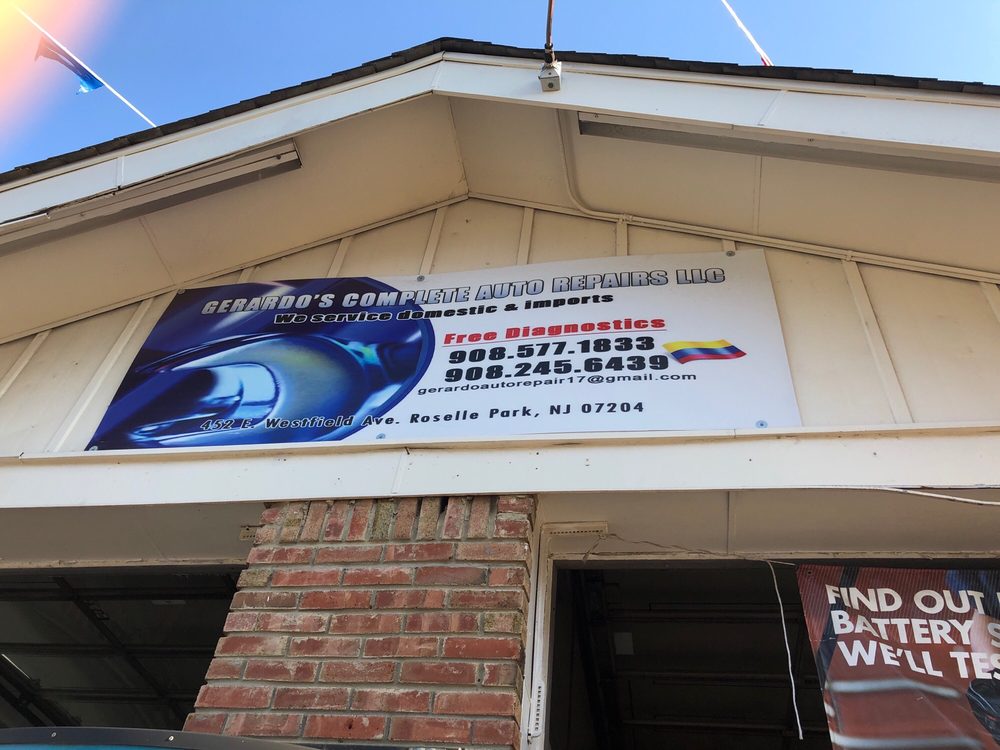 GERARDO'S COMPLETE AUTO REPAIRS LLC
We service domestic & imports
Free Diagnostics
908.577.1833
908.245.6439
gerardoautorepair17@gmail.com
452 E. Westfield Ave. Roselle Park, NJ 07204
FIND OUT
BATTERY
WE'LL